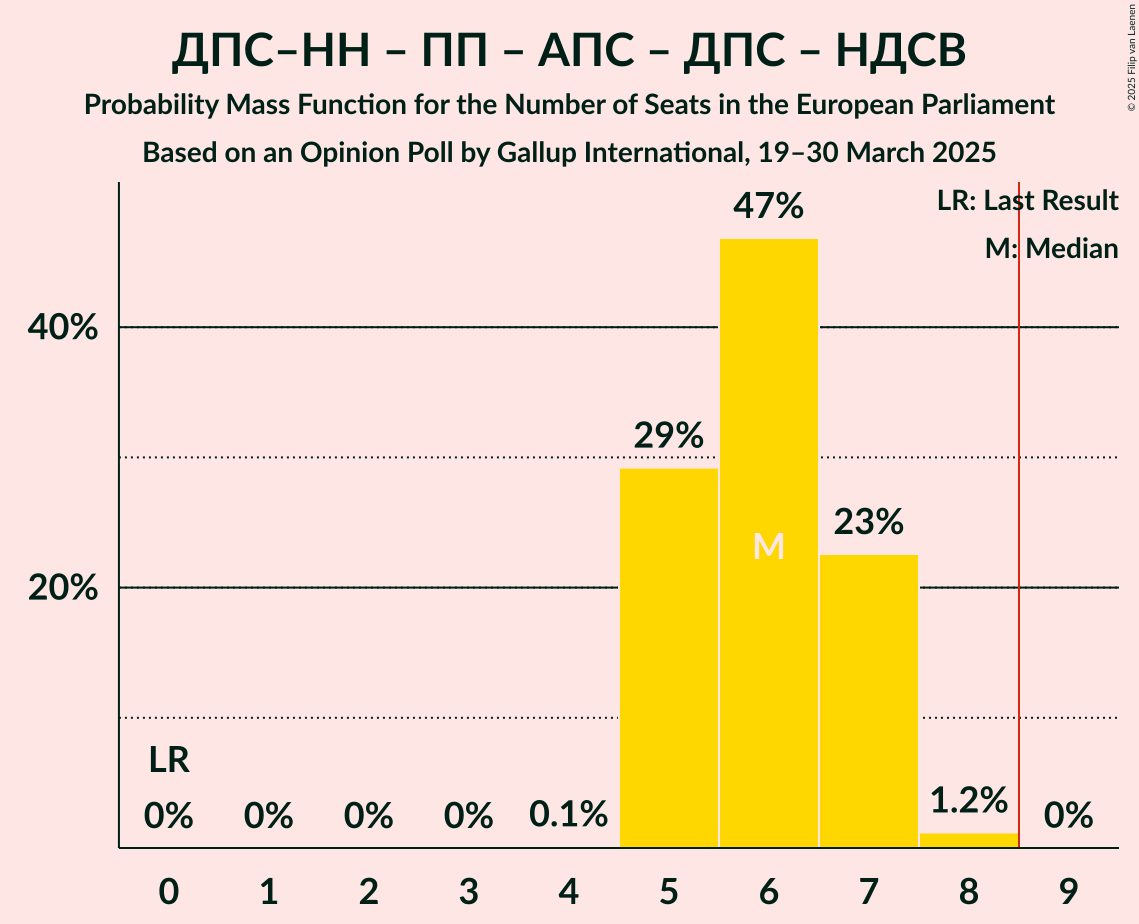 ДПС–НН – ПП – АПС – ДПС – НДСВ
Probability Mass Function for the Number of Seats in the European Parliament
Based on an Opinion Poll by Gallup International, 19–30 March 2025
© 2025 Filip van Laenen
LR: Last Result
M: Median
47%
40%
29%
23%
M
20%
LR
0% 0% 0% 0% 0.1% 1.2% 0%
0 1 2 3 4 5 6 7 8 9